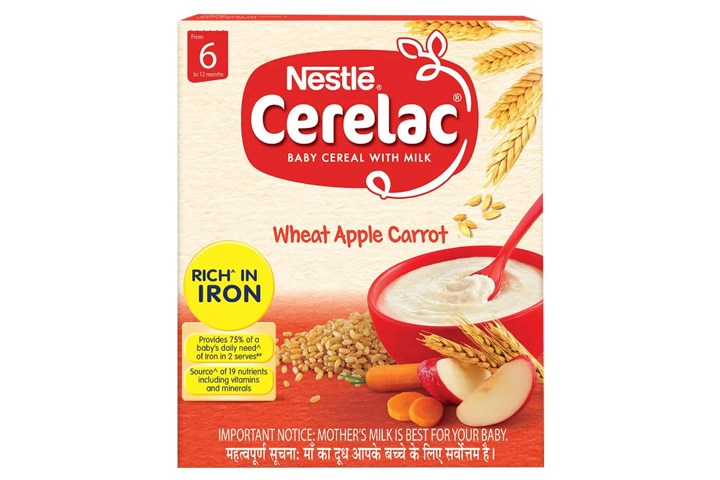 From
6
to 12 months
Nestlé®
Cerelac®
BABY CEREAL WITH MILK
Wheat Apple Carrot
RICH^ IN
IRON
Provides 75% of a
baby's daily need^
of Iron in 2 serves##
Source^ of 19 nutrients
including vitamins
and minerals
IMPORTANT NOTICE: MOTHER'S MILK IS BEST FOR YOUR BABY.
महत्वपूर्ण सूचना: माँ का दूध आपके बच्चे के लिए सर्वोत्तम है।